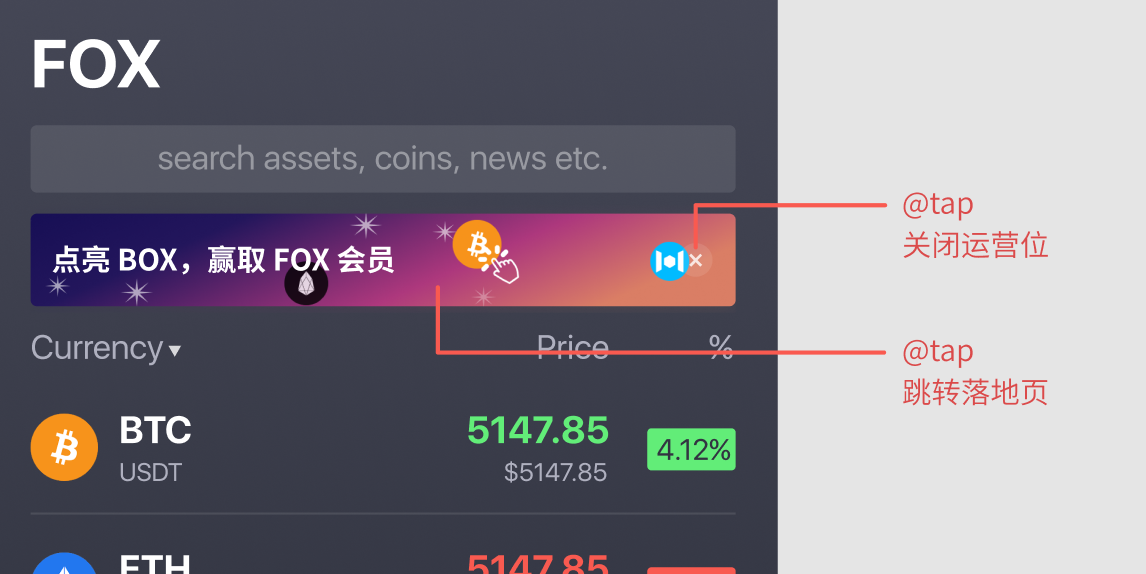 FOX
search assets, coins, news etc.
@tap
关闭运营位
点亮 BOX，赢取 FOX 会员
Currency ▾ Price %
@tap
跳转落地页
BTC 5147.85 4.12%
USDT $5147.85
ETH 5147.85